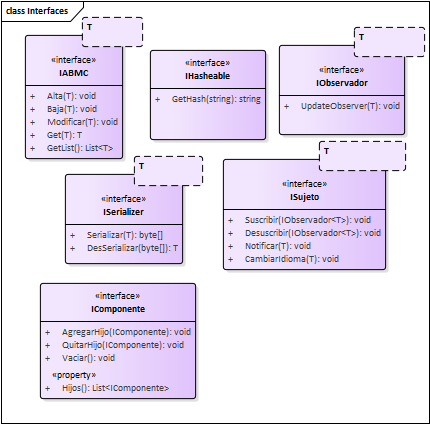 class Interfaces
T
«interface»
IABMC
+ Alta(T): void
+ Baja(T): void
+ Modificar(T): void
+ Get(T): T
+ GetList(): List<T>
«interface»
IHasheable
+ GetHash(string): string
T
«interface»
IObservador
+ UpdateObserver(T): void
T
«interface»
ISerializer
+ Serializar(T): byte[]
+ DesSerializar(byte[]): T
T
«interface»
ISujeto
+ Suscribir(IObservador<T>): void
+ Desuscribir(IObservador<T>): void
+ Notificar(T): void
+ CambiarIdioma(T): void
«interface»
IComponente
+ AgregarHijo(IComponente): void
+ QuitarHijo(IComponente): void
+ Vaciar(): void
«property»
+ Hijos(): List<IComponente>